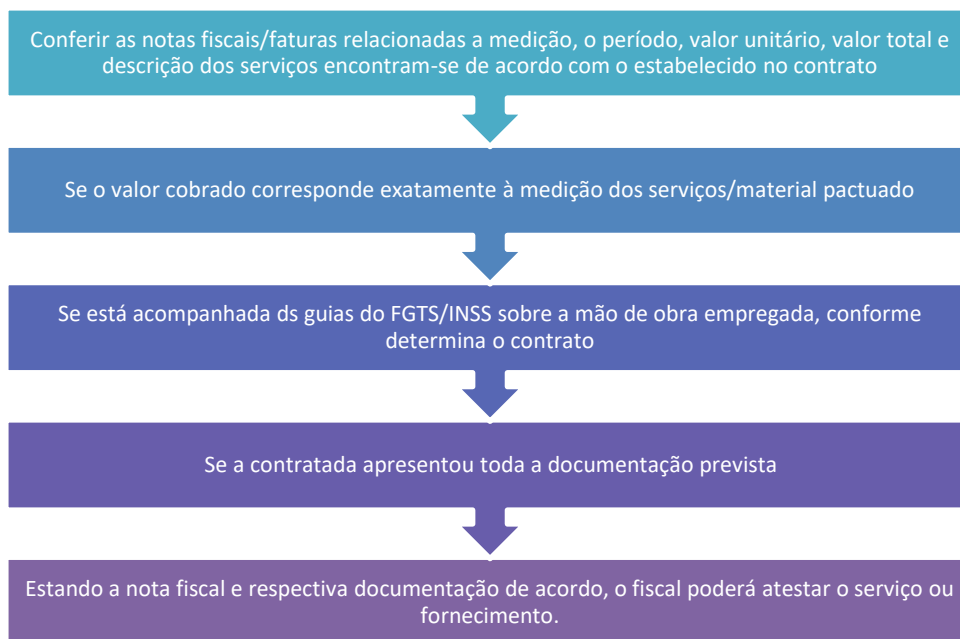 Conferir as notas fiscais/faturas relacionadas a medição, o período, valor unitário, valor total e
descrição dos serviços encontram-se de acordo com o estabelecido no contrato
Se o valor cobrado corresponde exatamente à medição dos serviços/material pactuado
Se está acompanhada ds guias do FGTS/INSS sobre a mão de obra empregada, conforme
determina o contrato
Se a contratada apresentou toda a documentação prevista
Estando a nota fiscal e respectiva documentação de acordo, o fiscal poderá atestar o serviço ou
fornecimento.